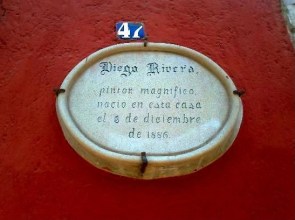 47
Diego Rivera,
pintor magnifico,
nacio en esta casa
el 8 de diciembre
de 1886